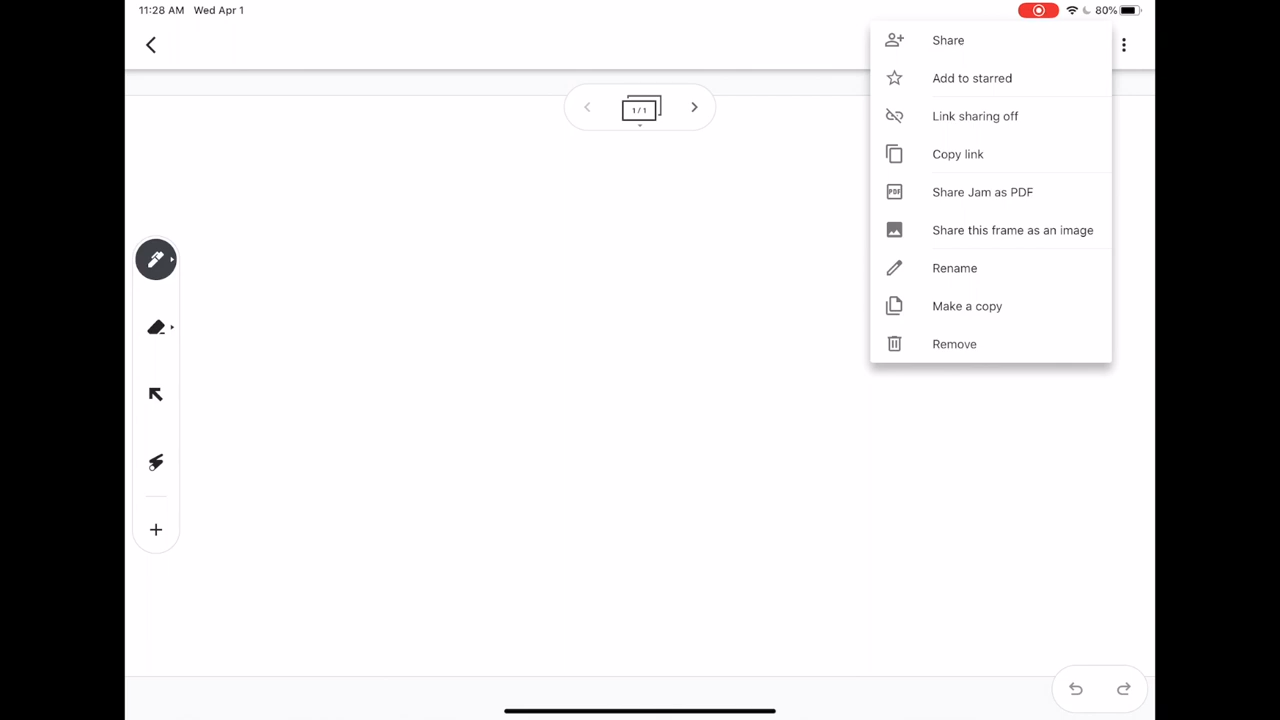 11:28 AM Wed Apr 1
80%
1 / 1
Share
Add to starred
Link sharing off
Copy link
PDF Share Jam as PDF
Share this frame as an image
Rename
Make a copy
Remove